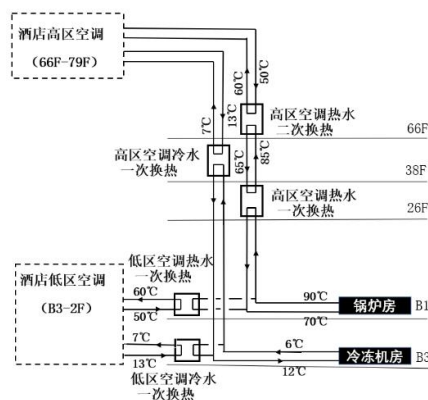 酒店高区空调
（66F-79F）
60℃
50℃
7℃
13℃
高区空调热水
二次换热
66F
高区空调冷水
一次换热
65℃
85℃
38F
高区空调热水
一次换热
26F
酒店低区空调
（B3-2F）
低区空调热水
一次换热
60℃
50℃
90℃
锅炉房
B1
70℃
7℃
13℃
6℃
冷冻机房
B3
12℃
低区空调冷水
一次换热